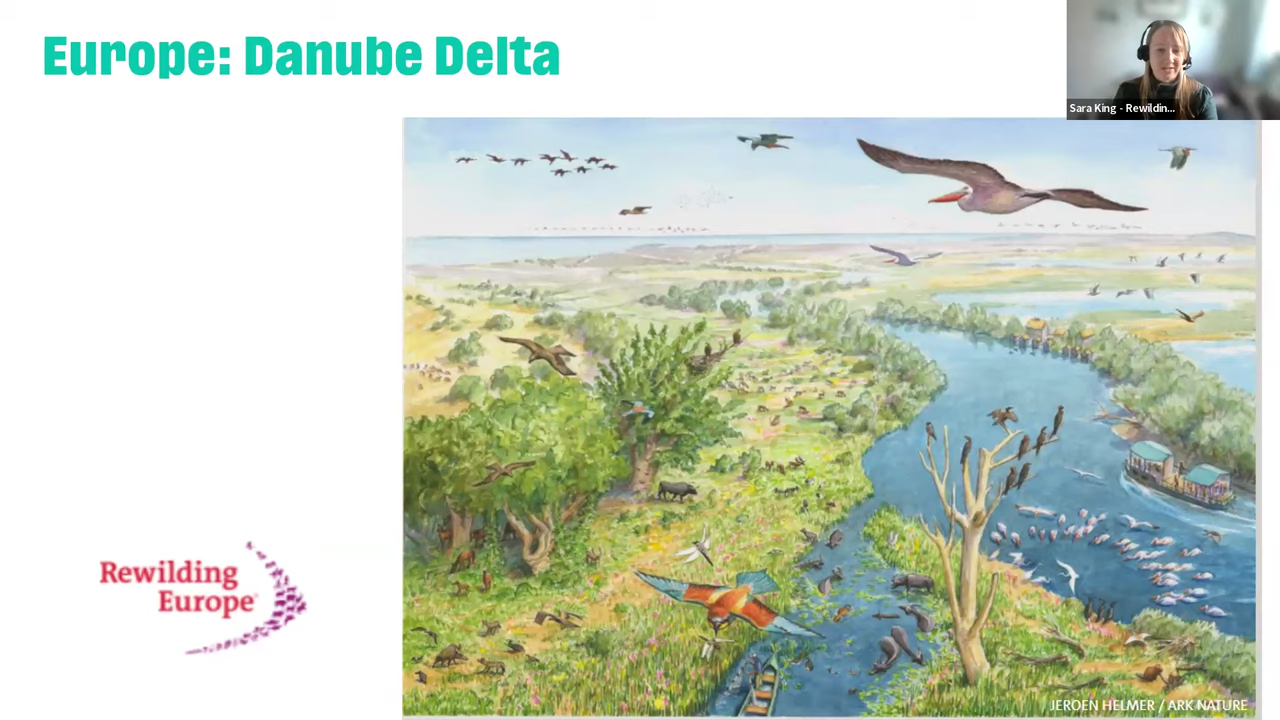 Europe: Danube Delta
Sara King - Rewildin...
Rewilding
Europe
JEROEN HELMER / ARK NATURE